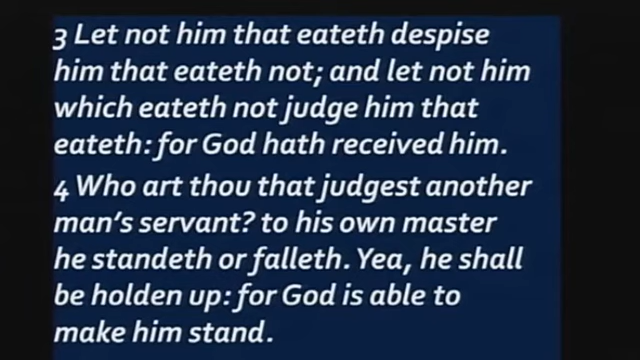 3 Let not him that eateth despise
him that eateth not; and let not him
which eateth not judge him that
eateth: for God hath received him.
4 Who art thou that judgest another
man's servant? to his own master
he standeth or falleth. Yea, he shall
be holden up: for God is able to
make him stand.